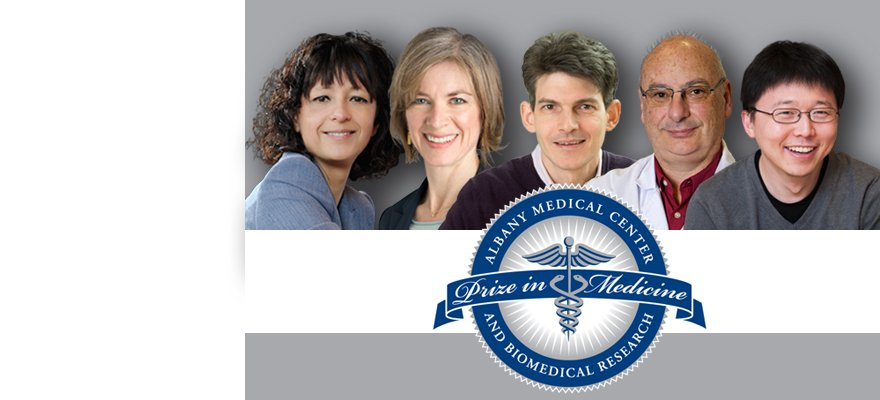 ALBANY MEDICAL CENTER
Prize in Medicine
AND BIOMEDICAL RESEARCH